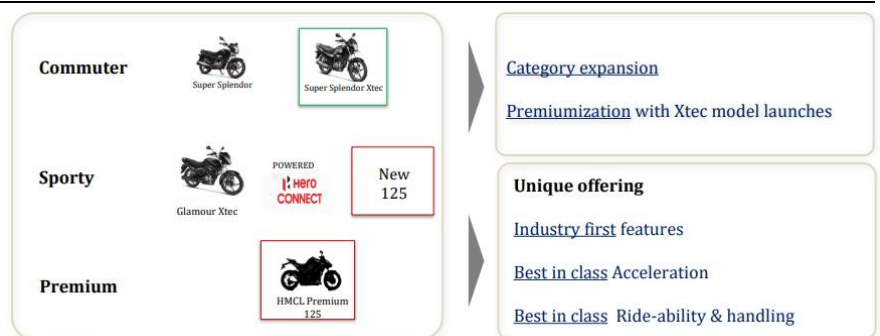 Commuter
Super Splendor
Super Splendor Xtec
Sporty
Glamour Xtec
POWERED
Hero
CONNECT
New
125
Premium
HMCL Premium
125
Category expansion
Premiumization with Xtec model launches
Unique offering
Industry first features
Best in class Acceleration
Best in class Ride-ability & handling